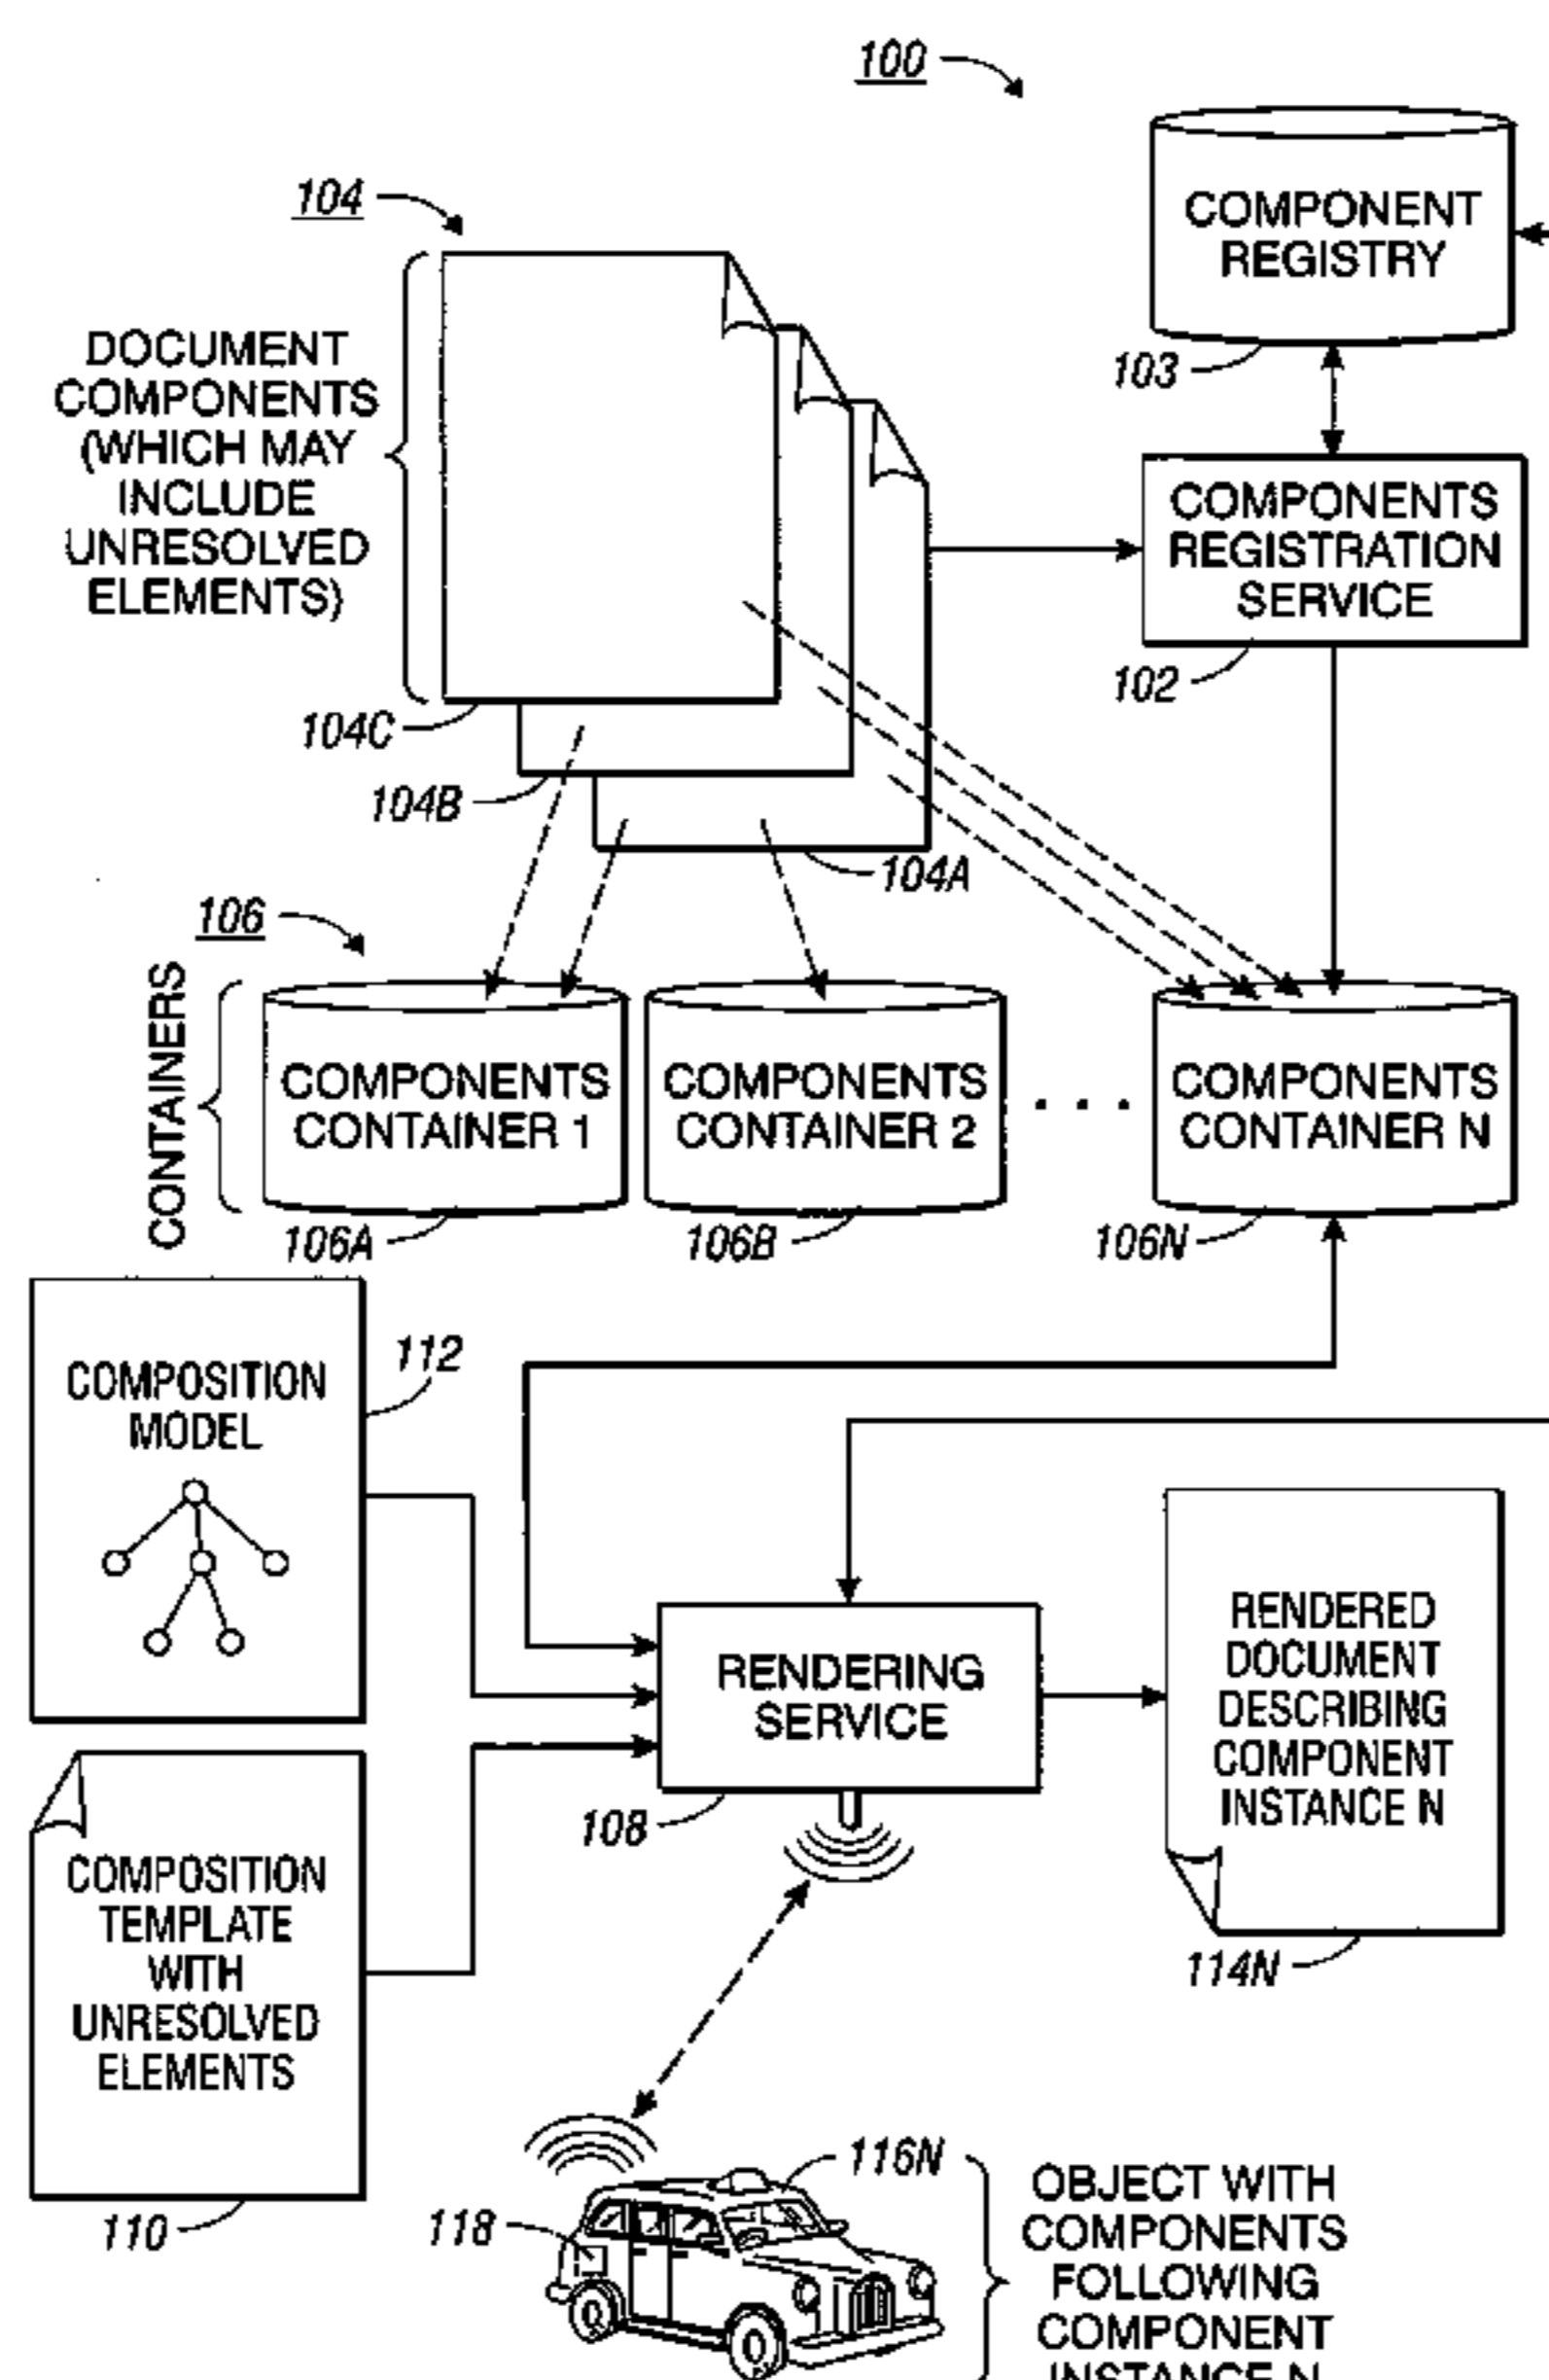 100
COMPONENT
REGISTRY
103
104
DOCUMENT
COMPONENTS
(WHICH MAY
INCLUDE
UNRESOLVED
ELEMENTS)
COMPONENTS
REGISTRATION
SERVICE
102
104C
104B
104A
106
CONTAINERS
COMPONENTS
CONTAINER 1
COMPONENTS
CONTAINER 2
. . .
COMPONENTS
CONTAINER N
106A
106B
106N
COMPOSITION
MODEL
112
RENDERING
SERVICE
108
RENDERED
DOCUMENT
DESCRIBING
COMPONENT
INSTANCE N
114N
COMPOSITION
TEMPLATE
WITH
UNRESOLVED
ELEMENTS
110
116N
118
OBJECT WITH
COMPONENTS
FOLLOWING
COMPONENT
INSTANCE N